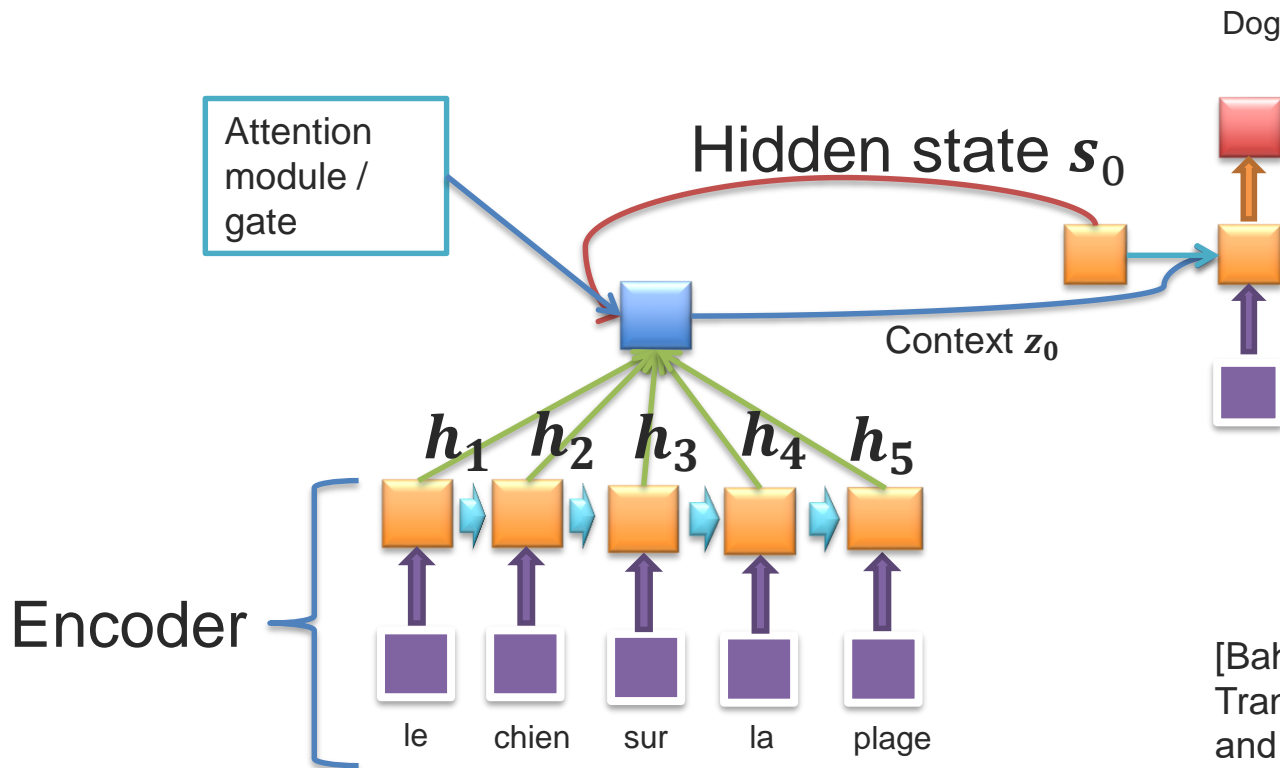 Dog
Attention
module /
gate
Hidden state s₀
Context z₀
h₁ h₂ h₃ h₄ h₅
Encoder
le chien sur la plage
and